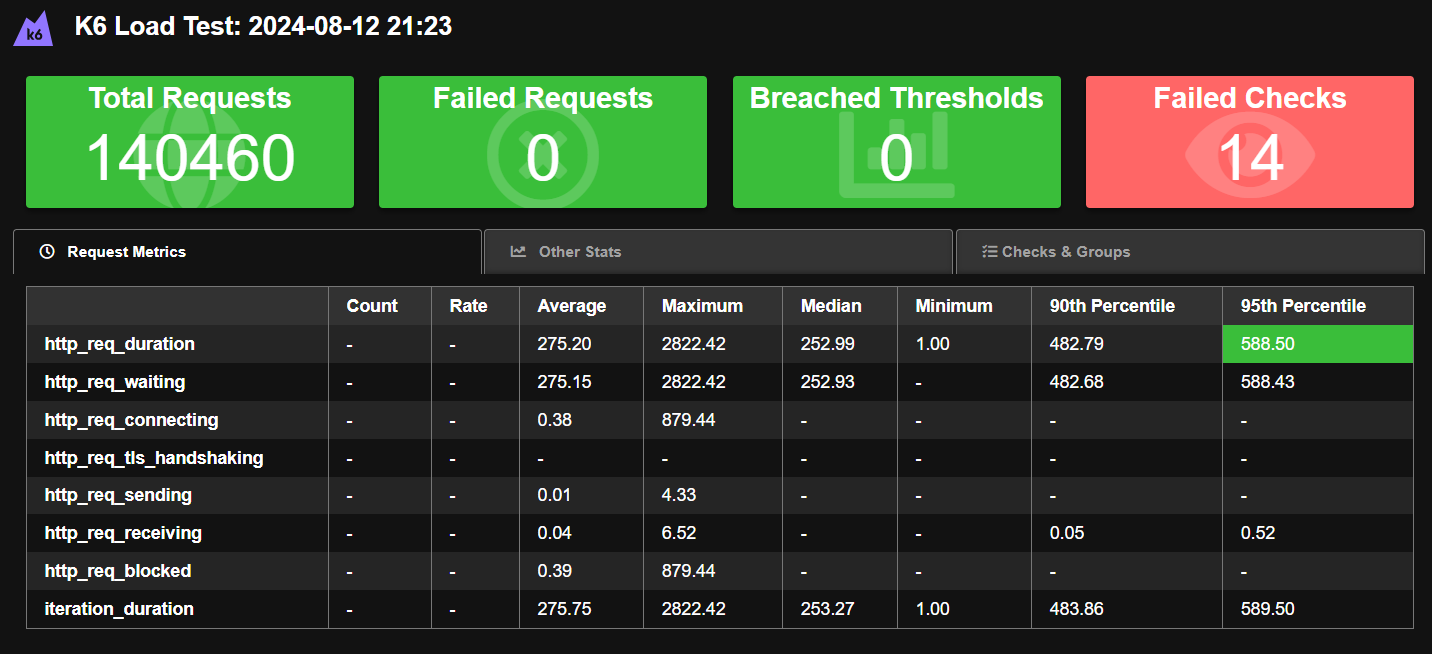 k6
K6 Load Test: 2024-08-12 21:23
Total Requests
140460
Failed Requests
0
Breached Thresholds
0
Failed Checks
14
Request Metrics
Other Stats
Checks & Groups
Count Rate Average Maximum Median Minimum 90th Percentile 95th Percentile
http_req_duration - - 275.20 2822.42 252.99 1.00 482.79 588.50
http_req_waiting - - 275.15 2822.42 252.93 - 482.68 588.43
http_req_connecting - - 0.38 879.44 - - - -
http_req_tls_handshaking - - - - - - - -
http_req_sending - - 0.01 4.33 - - - -
http_req_receiving - - 0.04 6.52 - - 0.05 0.52
http_req_blocked - - 0.39 879.44 - - - -
iteration_duration - - 275.75 2822.42 253.27 1.00 483.86 589.50